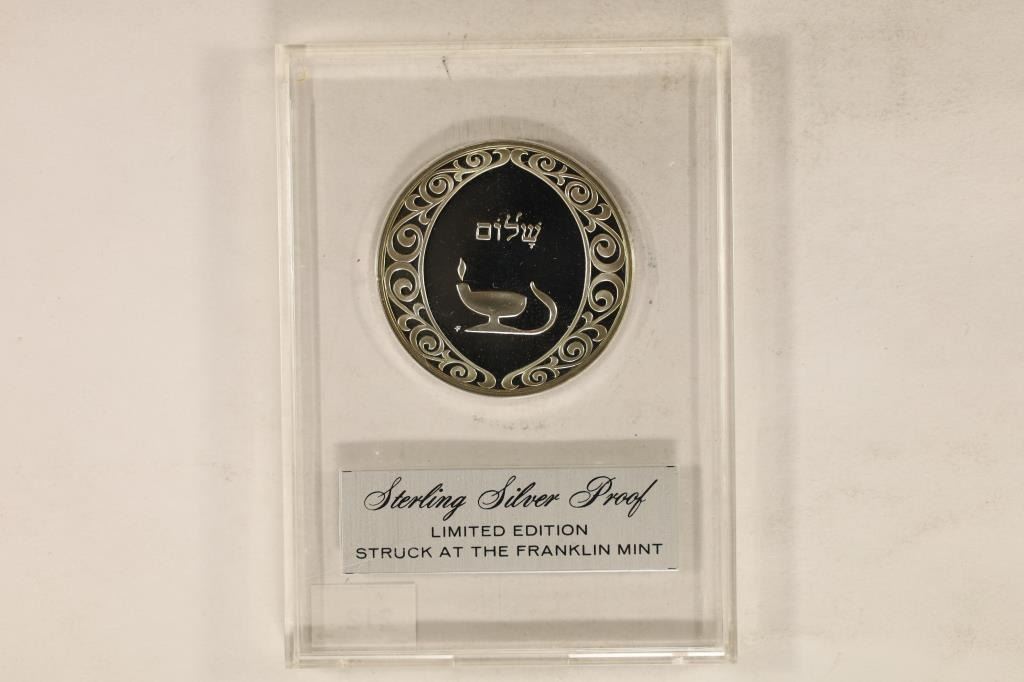 שָׁלוֹם
Sterling Silver Proof
LIMITED EDITION
STRUCK AT THE FRANKLIN MINT